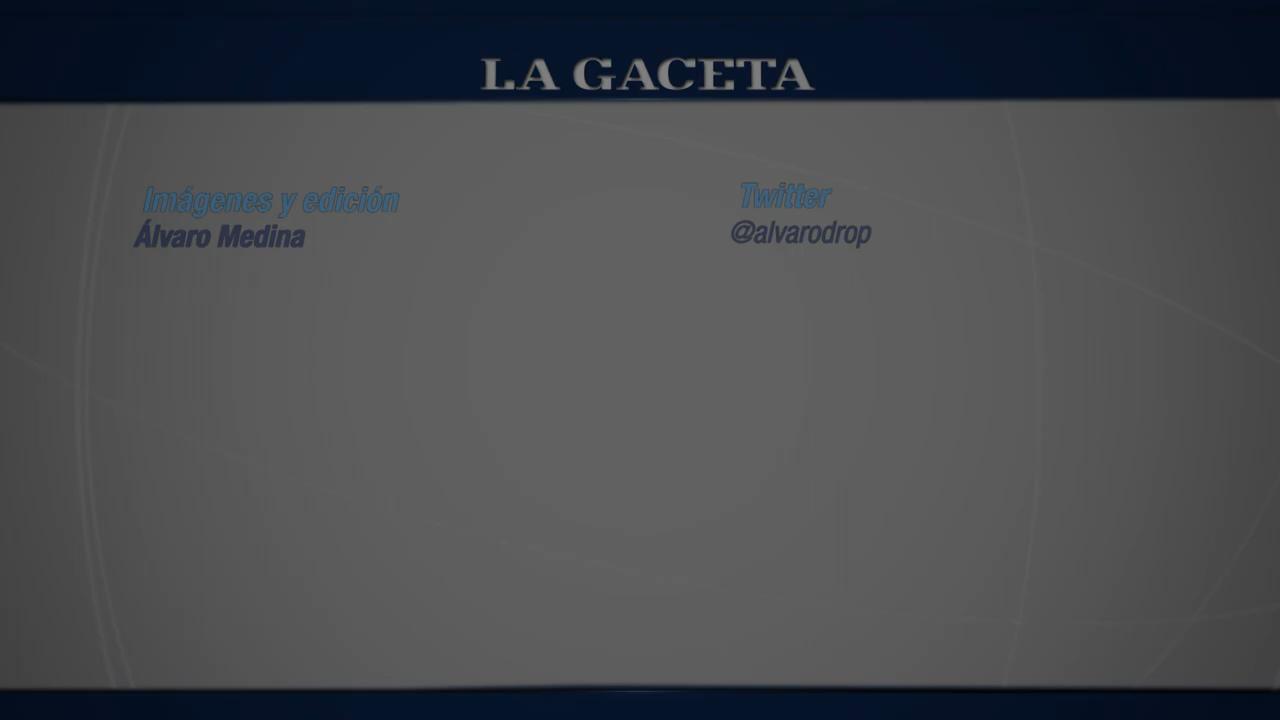 LA GACETA
Imágenes y edición
Álvaro Medina
Twitter
@alvarodrop